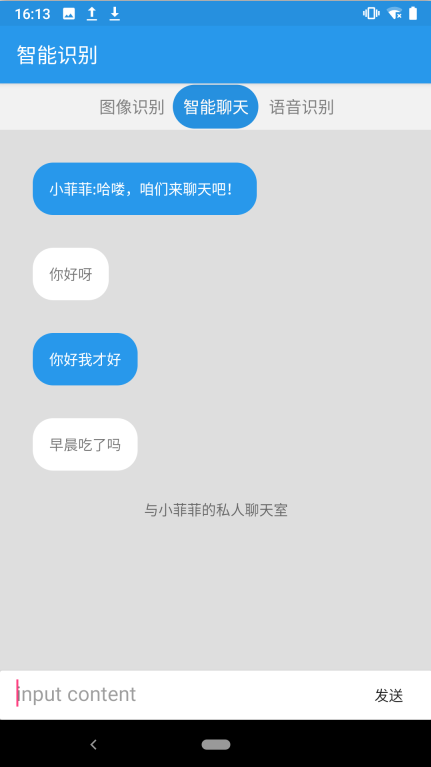 16:13
智能识别
图像识别 智能聊天 语音识别
小菲菲:哈喽，咱们来聊天吧!
你好呀
你好我才好
早晨吃了吗
与小菲菲的私人聊天室
input content 发送